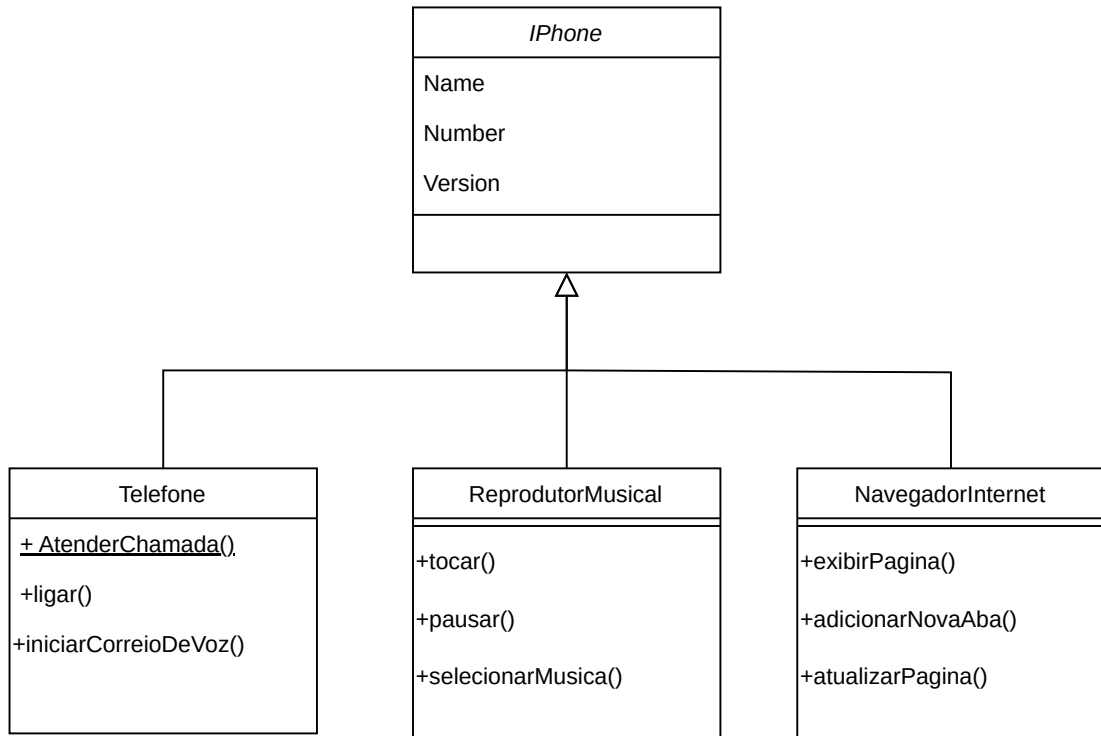 IPhone
Name
Number
Version
Telefone
+ AtenderChamada()
+ligar()
+iniciarCorreioDeVoz()
ReprodutorMusical
+tocar()
+pausar()
+selecionarMusica()
NavegadorInternet
+exibirPagina()
+adicionarNovaAba()
+atualizarPagina()